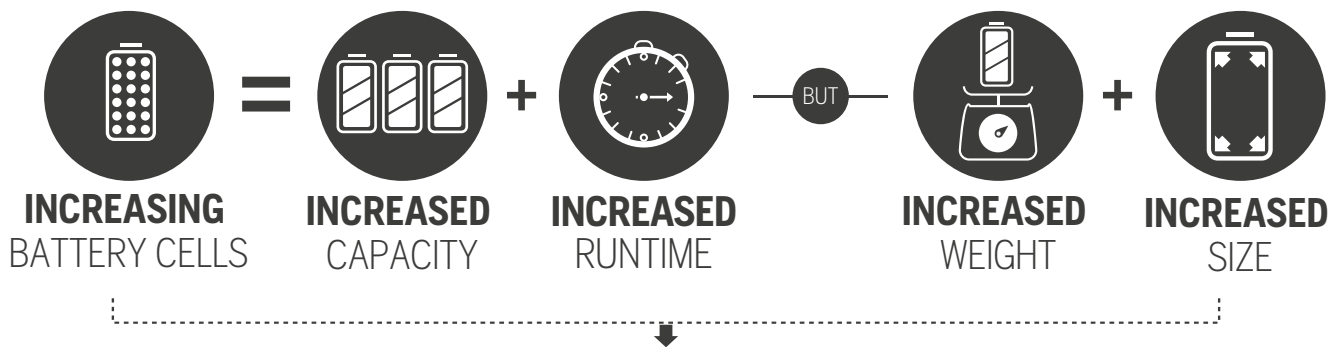 BUT
INCREASING
BATTERY CELLS
INCREASED
CAPACITY
INCREASED
RUNTIME
INCREASED
WEIGHT
INCREASED
SIZE